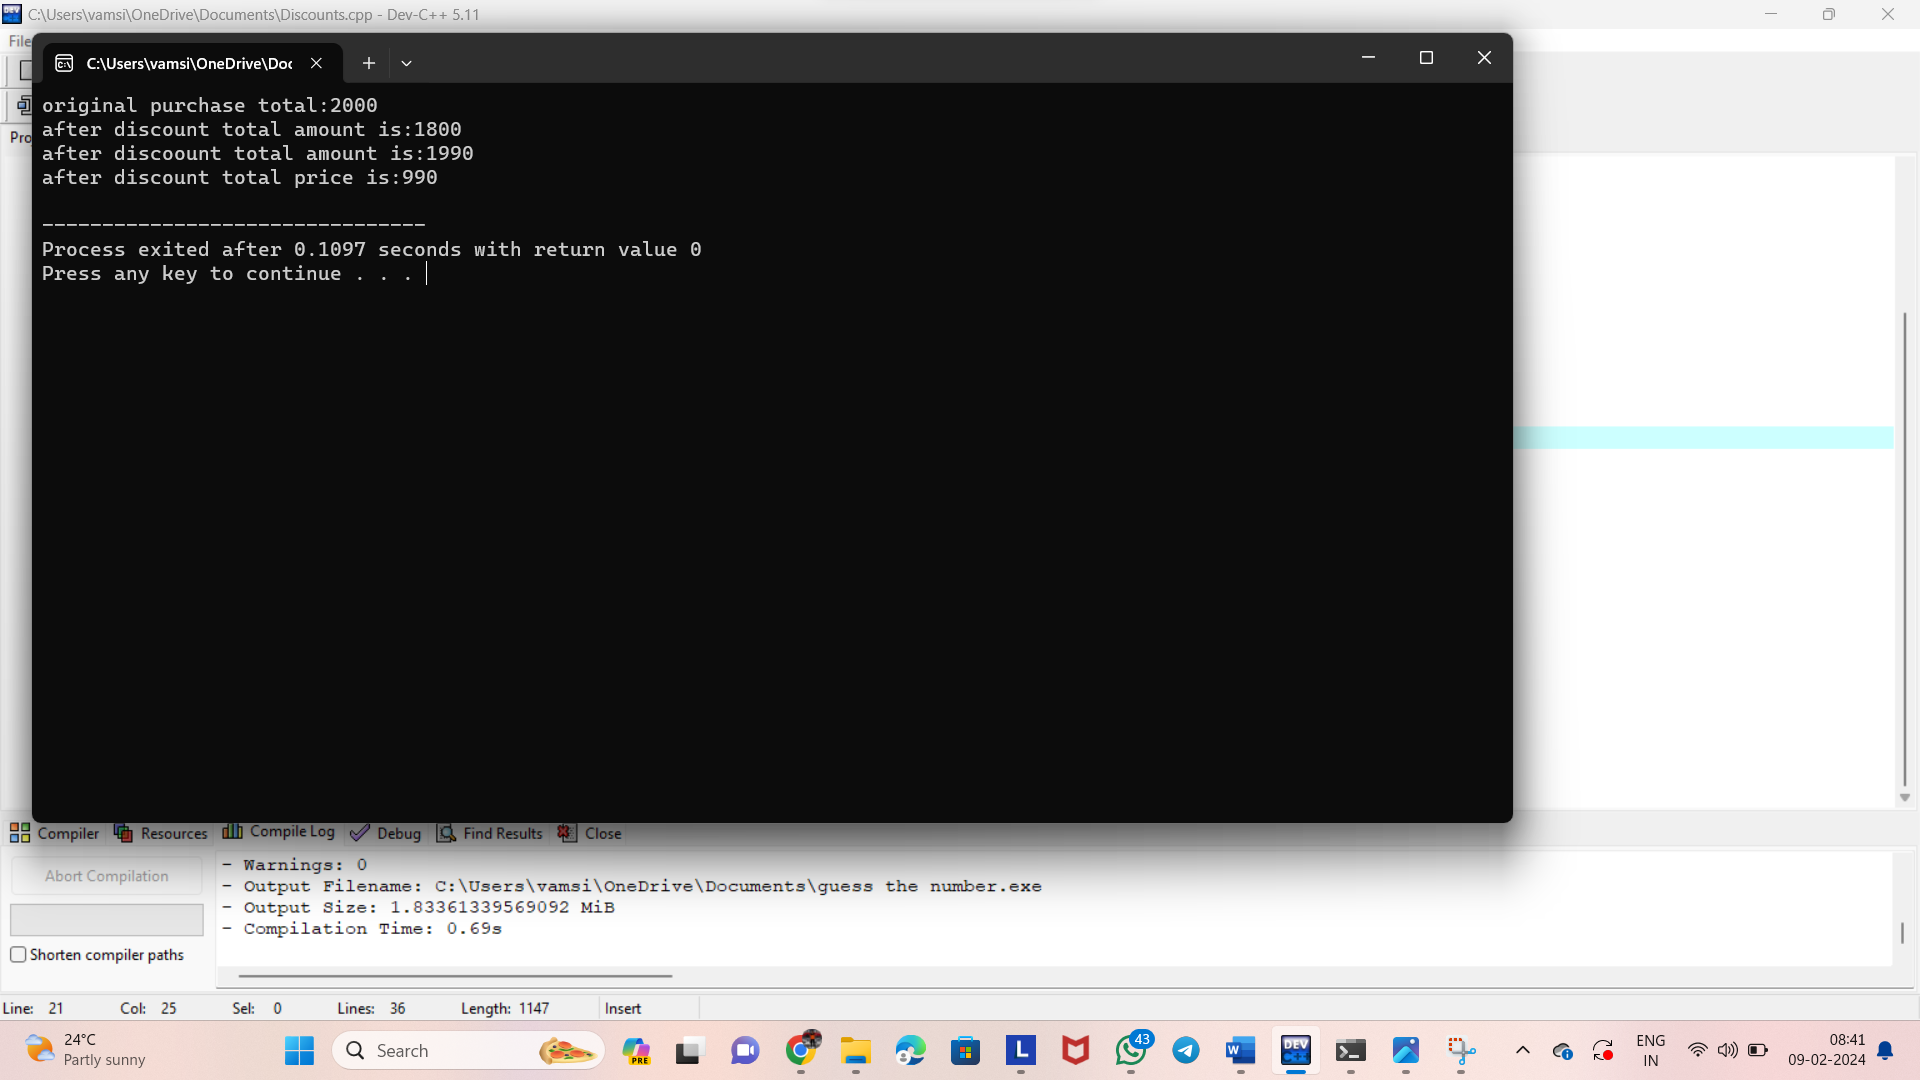 C:\Users\vamsi\OneDrive\Documents\Discounts.cpp - Dev-C++ 5.11
File
C:\Users\vamsi\OneDrive\Doc
original purchase total:2000
after discount total amount is:1800
after discoount total amount is:1990
after discount total price is:990
--------------------------------
Process exited after 0.1097 seconds with return value 0
Press any key to continue . . .
Compiler Resources Compile Log Debug Find Results Close
Abort Compilation
Shorten compiler paths
- Warnings: 0
- Output Filename: C:\Users\vamsi\OneDrive\Documents\guess the number.exe
- Output Size: 1.83361339569092 MiB
- Compilation Time: 0.69s
Line: 21 Col: 25 Sel: 0 Lines: 36 Length: 1147 Insert
24°C
Partly sunny
Search
PRE
L
43
W
DEV
C++
ENG
IN
08:41
09-02-2024